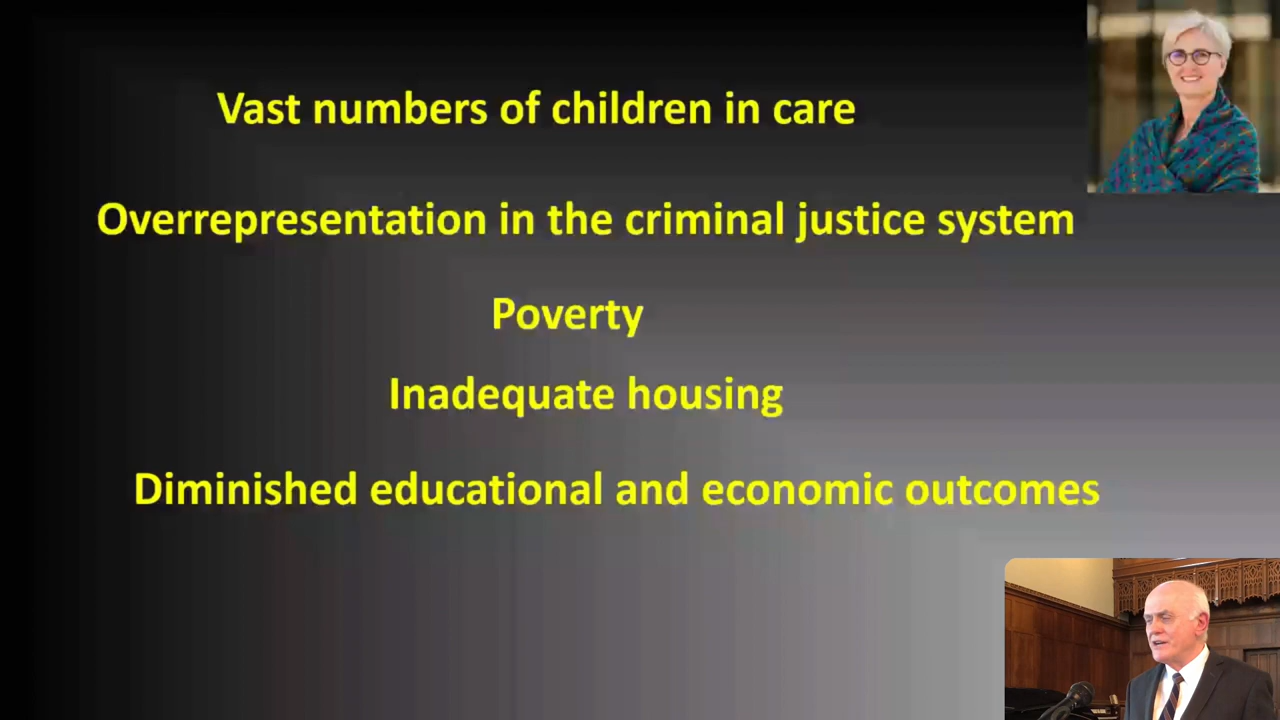 Vast numbers of children in care
Overrepresentation in the criminal justice system
Poverty
Inadequate housing
Diminished educational and economic outcomes